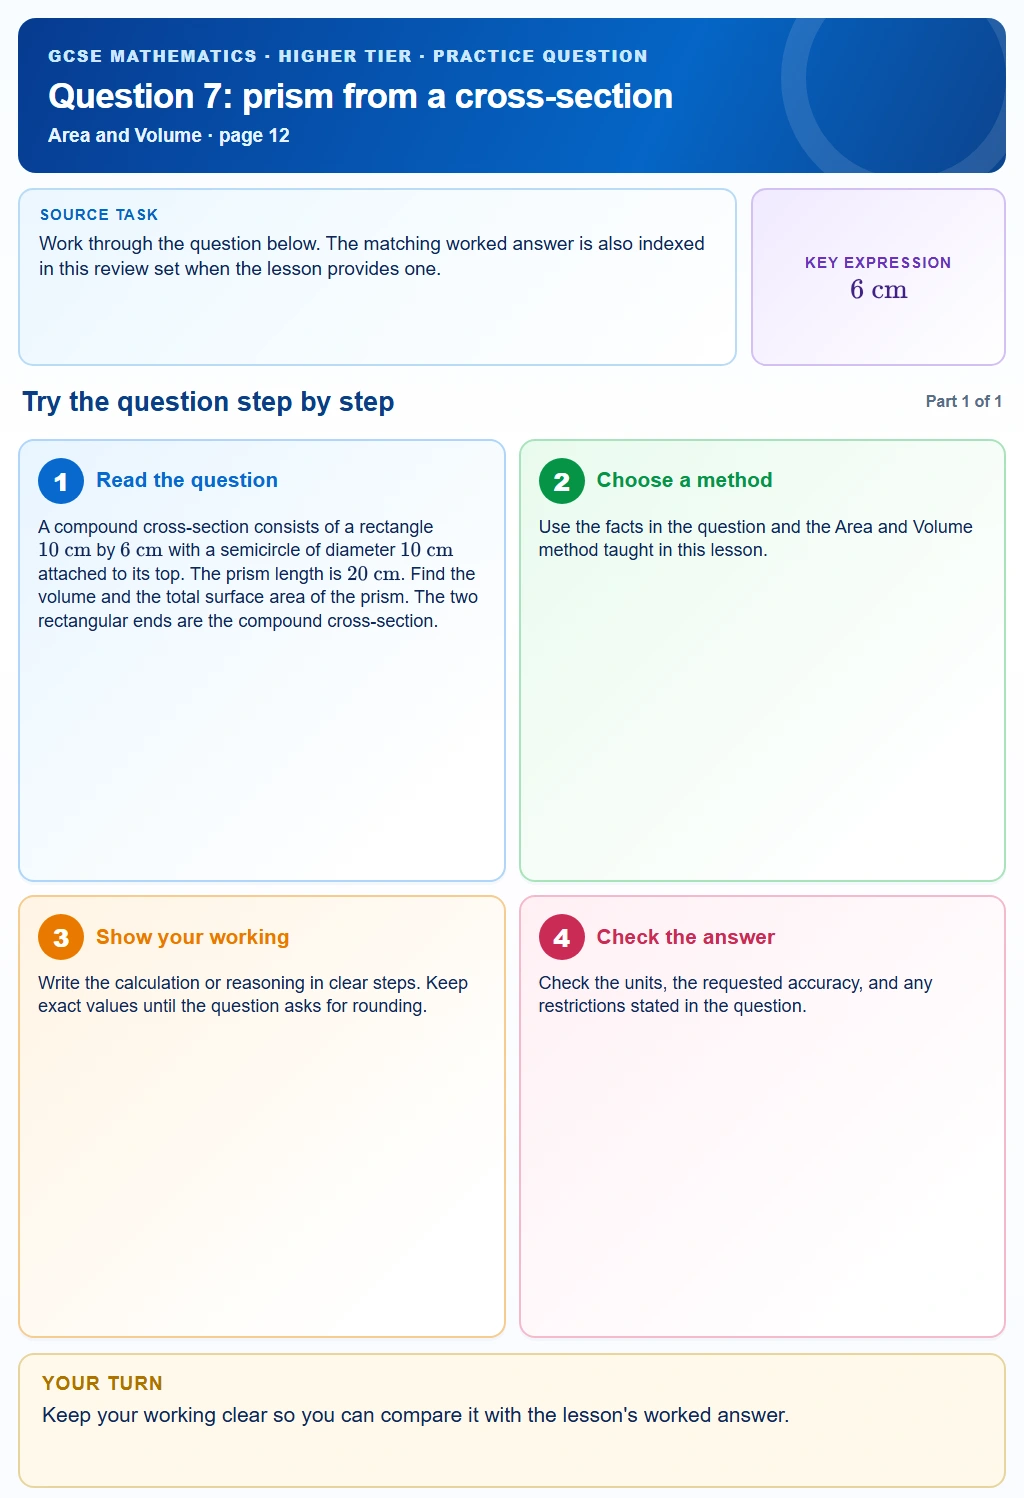 GCSE MATHEMATICS · HIGHER TIER · PRACTICE QUESTION
Question 7: prism from a cross-section
Area and Volume · page 12
SOURCE TASK
Work through the question below. The matching worked answer is also indexed
in this review set when the lesson provides one.
KEY EXPRESSION
6 cm
Try the question step by step
Part 1 of 1
1 Read the question
A compound cross-section consists of a rectangle
10 cm by 6 cm with a semicircle of diameter 10 cm
attached to its top. The prism length is 20 cm. Find the
volume and the total surface area of the prism. The two
rectangular ends are the compound cross-section.
2 Choose a method
Use the facts in the question and the Area and Volume
method taught in this lesson.
3 Show your working
Write the calculation or reasoning in clear steps. Keep
exact values until the question asks for rounding.
4 Check the answer
Check the units, the requested accuracy, and any
restrictions stated in the question.
YOUR TURN
Keep your working clear so you can compare it with the lesson's worked answer.